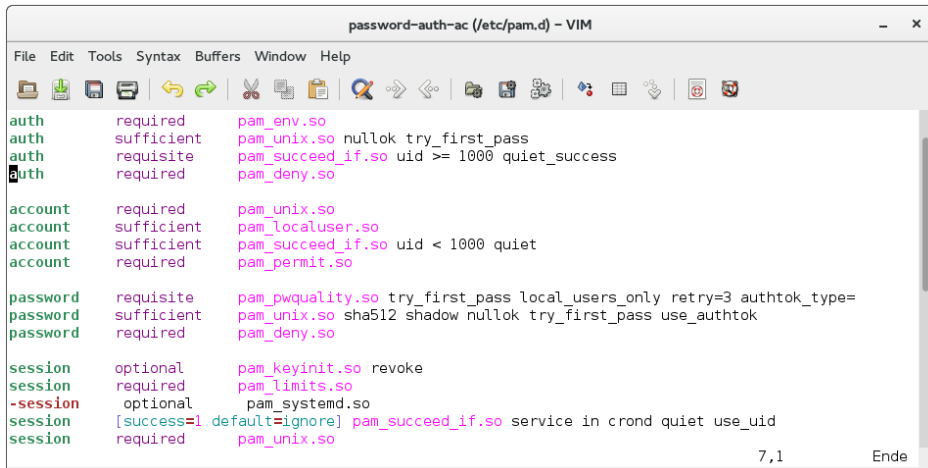 password-auth-ac (/etc/pam.d) – VIM
File Edit Tools Syntax Buffers Window Help
auth required pam_env.so
auth sufficient pam_unix.so nullok try_first_pass
auth requisite pam_succeed_if.so uid >= 1000 quiet_success
auth required pam_deny.so
account required pam_unix.so
account sufficient pam_localuser.so
account sufficient pam_succeed_if.so uid < 1000 quiet
account required pam_permit.so
password requisite pam_pwquality.so try_first_pass local_users_only retry=3 authtok_type=
password sufficient pam_unix.so sha512 shadow nullok try_first_pass use_authtok
password required pam_deny.so
session optional pam_keyinit.so revoke
session required pam_limits.so
-session optional pam_systemd.so
session [success=1 default=ignore] pam_succeed_if.so service in crond quiet use_uid
session required pam_unix.so
7,1 Ende